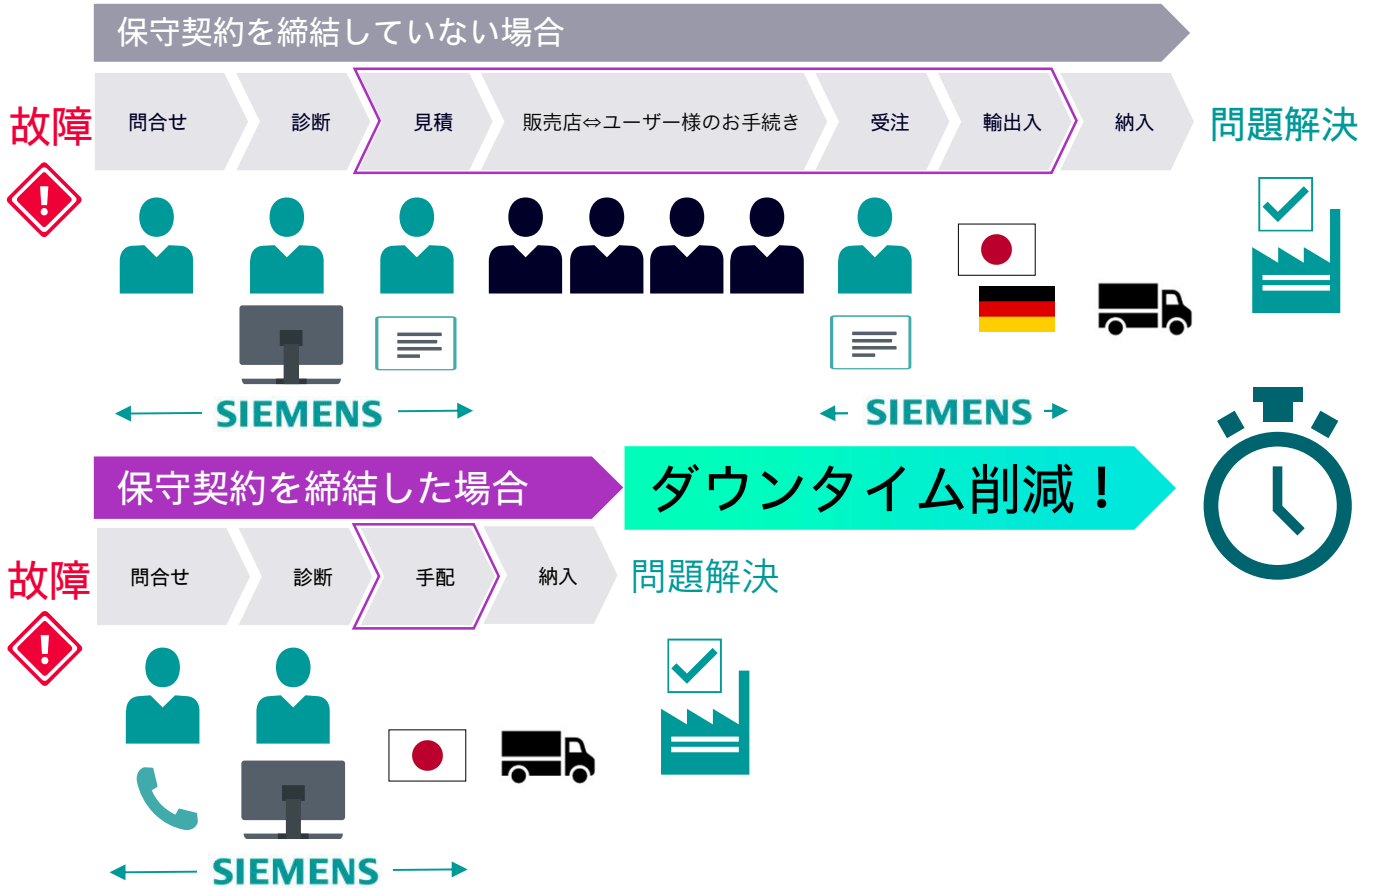 保守契約を締結していない場合
故障
問合せ
診断
見積
販売店⇔ユーザー様のお手続き
受注
輸出入
納入
問題解決
SIEMENS
SIEMENS
保守契約を締結した場合
ダウンタイム削減！
故障
問合せ
診断
手配
納入
問題解決
SIEMENS